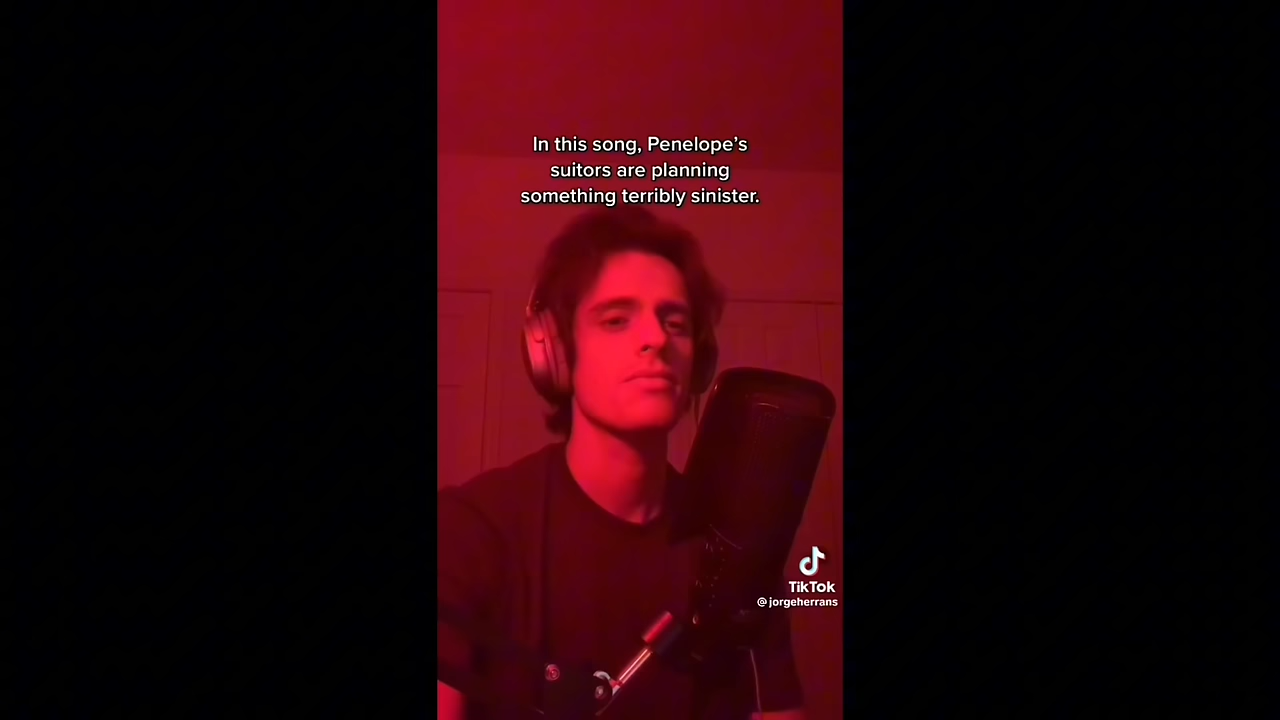 In this song, Penelope’s
suitors are planning
something terribly sinister.
TikTok
@jorgeherrans